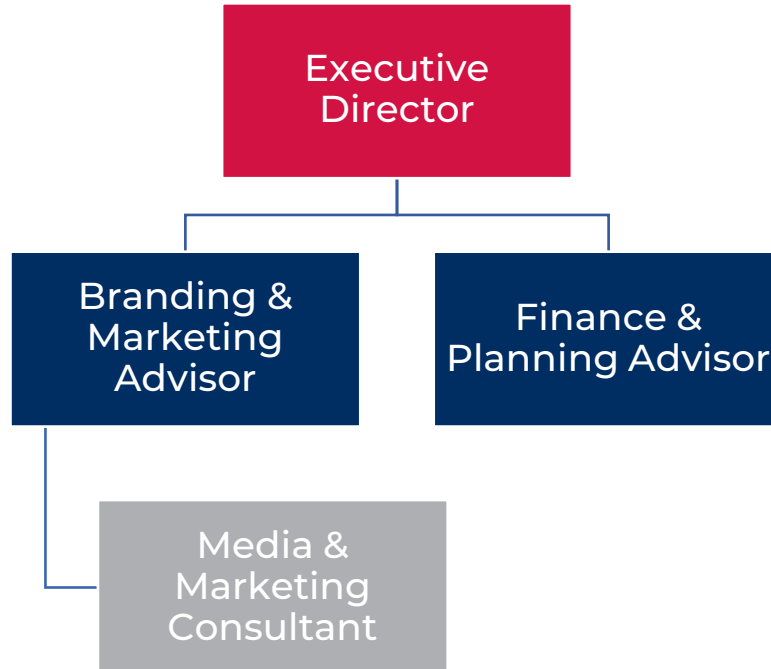 Executive
Director
Branding &
Marketing
Advisor
Finance &
Planning Advisor
Media &
Marketing
Consultant